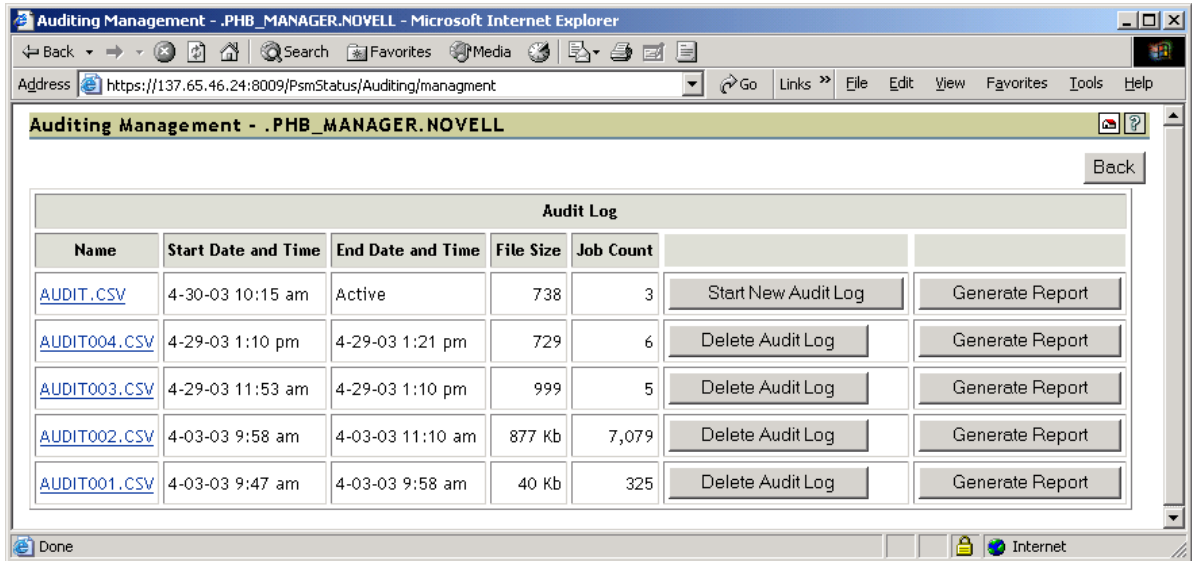 Auditing Management - .PHB_MANAGER.NOVELL - Microsoft Internet Explorer
Back Search Favorites Media
Address https://137.65.46.24:8009/PsmStatus/Auditing/managment Go Links » File Edit View Favorites Tools Help
Auditing Management - .PHB_MANAGER.NOVELL ?
Back
Audit Log
Name Start Date and Time End Date and Time File Size Job Count
AUDIT.CSV 4-30-03 10:15 am Active 738 3 Start New Audit Log Generate Report
AUDIT004.CSV 4-29-03 1:10 pm 4-29-03 1:21 pm 729 6 Delete Audit Log Generate Report
AUDIT003.CSV 4-29-03 11:53 am 4-29-03 1:10 pm 999 5 Delete Audit Log Generate Report
AUDIT002.CSV 4-03-03 9:58 am 4-03-03 11:10 am 877 Kb 7,079 Delete Audit Log Generate Report
AUDIT001.CSV 4-03-03 9:47 am 4-03-03 9:58 am 40 Kb 325 Delete Audit Log Generate Report
Done Internet